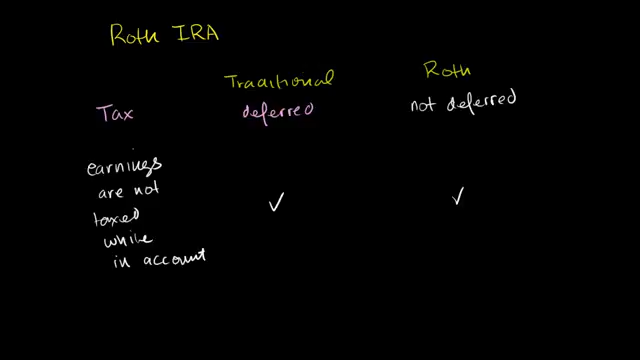 Roth IRA
Traditional Roth
Tax deferred not deferred
earnings
are not
taxed
while
in account